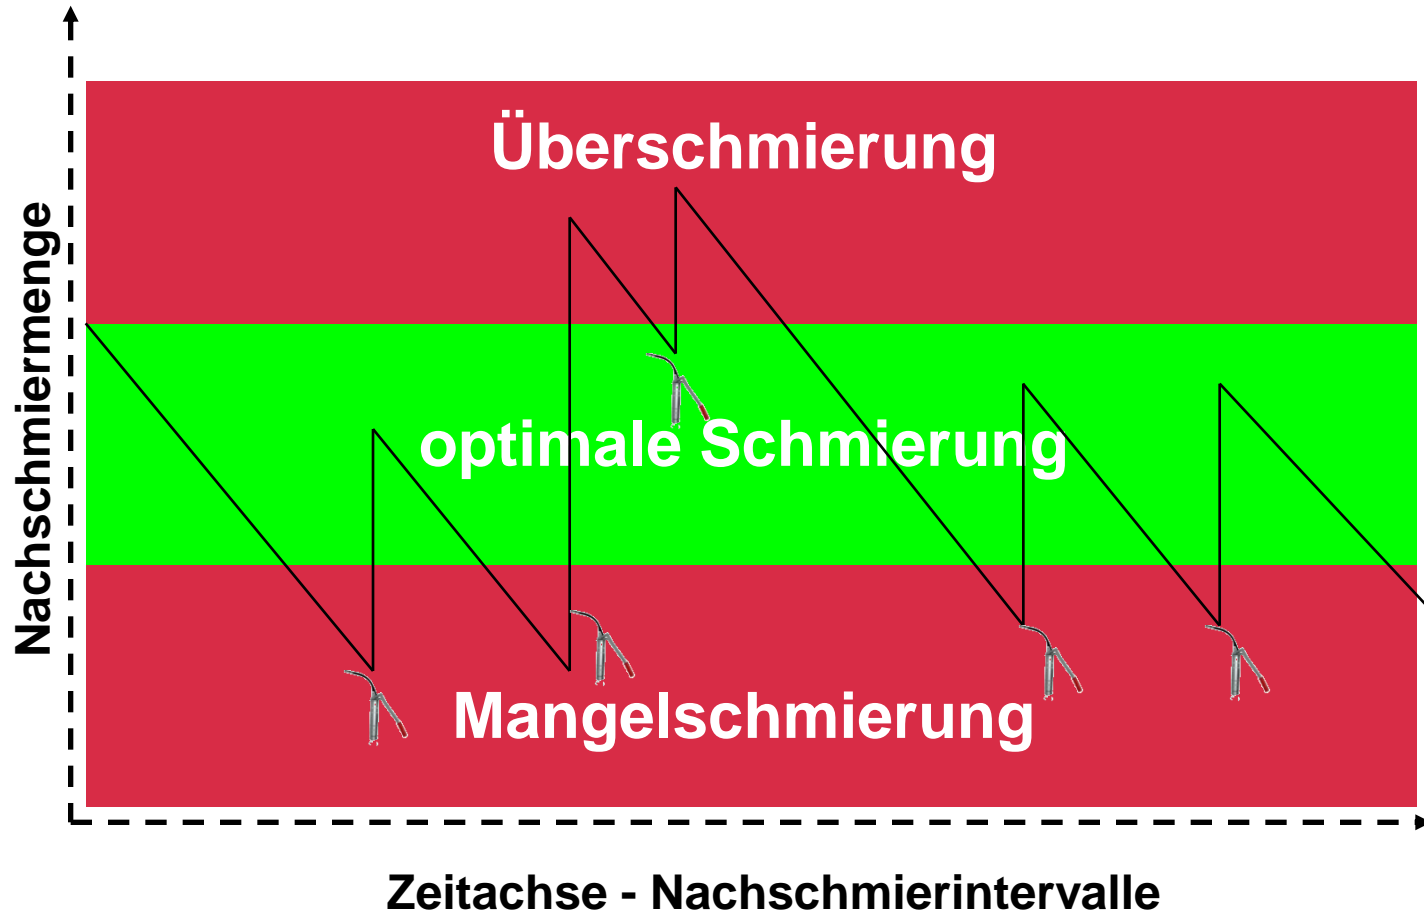 Überschmierung
Nachschmiermenge
optimale Schmierung
Mangelschmierung
Zeitachse - Nachschmierintervalle